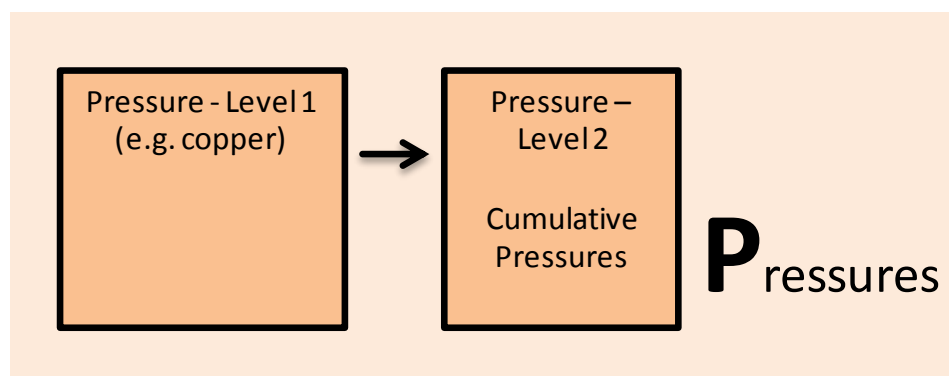 Pressure - Level 1
(e.g. copper)
Pressure –
Level 2
Cumulative
Pressures
Pressures